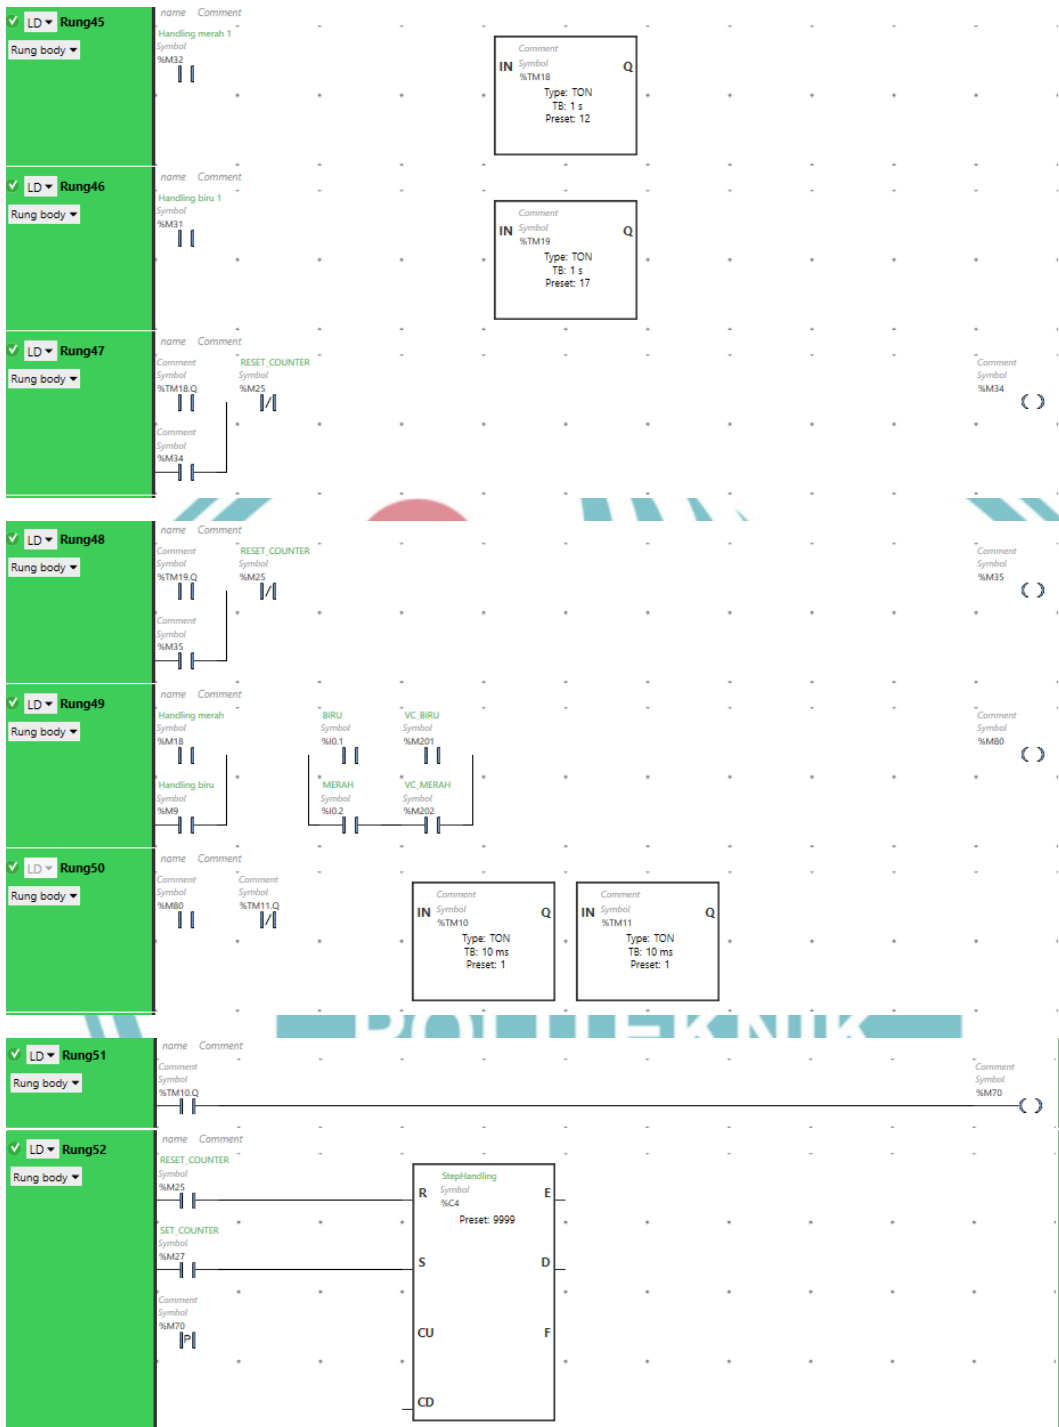 LD Rung45
name Comment
Rung body
Handling merah 1
Symbol
%M32
Comment
IN Symbol Q
%TM18
Type: TON
TB: 1 s
Preset: 12
LD Rung46
name Comment
Rung body
Handling biru 1
Symbol
%M31
Comment
IN Symbol Q
%TM19
Type: TON
TB: 1 s
Preset: 17
LD Rung47
name Comment
Rung body
Comment RESET_COUNTER Comment
Symbol Symbol Symbol
%TM18.Q %M25 %M34
Comment
Symbol
%M34
LD Rung48
name Comment
Rung body
Comment RESET_COUNTER Comment
Symbol Symbol Symbol
%TM19.Q %M25 %M35
Comment
Symbol
%M35
LD Rung49
name Comment
Rung body
Handling merah BIRU VC_BIRU Comment
Symbol Symbol Symbol Symbol
%M18 %I0.1 %M201 %M80
Handling biru MERAH VC_MERAH
Symbol Symbol Symbol
%M9 %I0.2 %M202
LD Rung50
name Comment
Rung body
Comment Comment
Symbol Symbol
%M80 %TM11.Q
Comment Comment
IN Symbol Q IN Symbol Q
%TM10 %TM11
Type: TON Type: TON
TB: 10 ms TB: 10 ms
Preset: 1 Preset: 1
POLITEKNIK
LD Rung51
name Comment
Rung body
Comment Comment
Symbol Symbol
%TM10.Q %M70
LD Rung52
name Comment
Rung body
RESET_COUNTER
Symbol
%M25
StepHandling
R Symbol E
%C4
Preset: 9999
SET_COUNTER
Symbol
%M27
S D
Comment
Symbol
%M70
P
CU F
CD